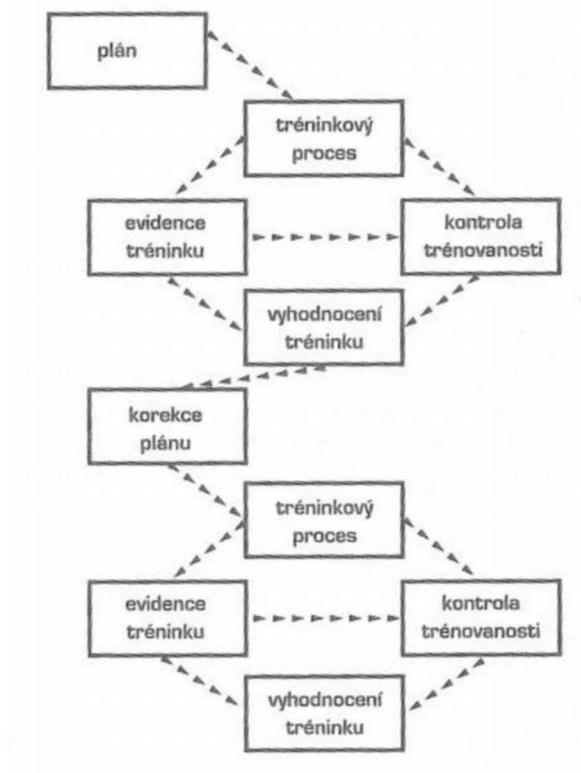 plán
tréninkový
proces
evidence
tréninku
kontrola
trénovanosti
vyhodnocení
tréninku
korekce
plánu
tréninkový
proces
evidence
tréninku
kontrola
trénovanosti
vyhodnocení
tréninku